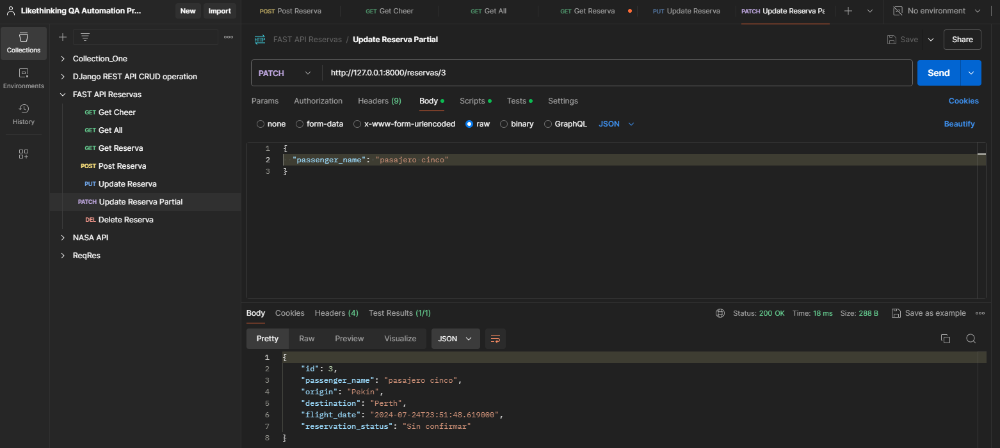 Likethinking QA Automation Pr...
New
Import
POST Post Reserva
GET Get Cheer
GET Get All
GET Get Reserva
PUT Update Reserva
PATCH Update Reserva Pa
No environment
Collections
Environments
History
Collection_One
DJango REST API CRUD operation
FAST API Reservas
GET Get Cheer
GET Get All
GET Get Reserva
POST Post Reserva
PUT Update Reserva
PATCH Update Reserva Partial
DEL Delete Reserva
NASA API
ReqRes
HTTP FAST API Reservas / Update Reserva Partial
Save
Share
PATCH
http://127.0.0.1:8000/reservas/3
Send
Params
Authorization
Headers (9)
Body
Scripts
Tests
Settings
Cookies
none
form-data
x-www-form-urlencoded
raw
binary
GraphQL
JSON
Beautify
1 {
2 "passenger_name": "pasajero cinco"
3 }
Body
Cookies
Headers (4)
Test Results (1/1)
Status: 200 OK
Time: 18 ms
Size: 288 B
Save as example
Pretty
Raw
Preview
Visualize
JSON
1 {
2 "id": 3,
3 "passenger_name": "pasajero cinco",
4 "origin": "Pekín",
5 "destination": "Perth",
6 "flight_date": "2024-07-24T23:51:48.619000",
7 "reservation_status": "Sin confirmar"
8 }